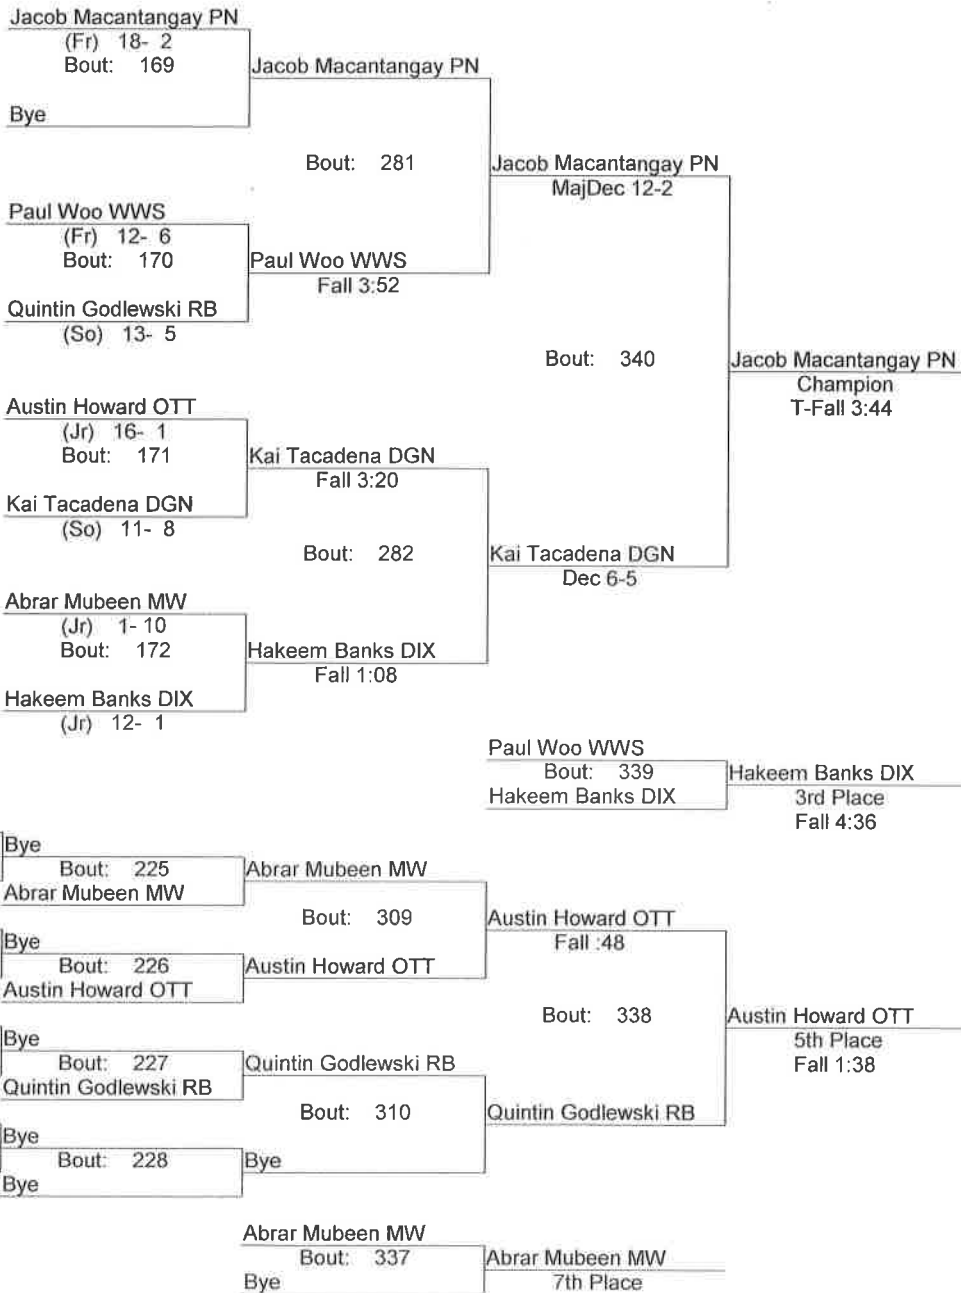 Jacob Macantangay PN
(Fr) 18- 2
Bout: 169
Jacob Macantangay PN
Bye
Bout: 281
Jacob Macantangay PN
MajDec 12-2
Paul Woo WWS
(Fr) 12- 6
Bout: 170
Paul Woo WWS
Fall 3:52
Quintin Godlewski RB
(So) 13- 5
Bout: 340
Jacob Macantangay PN
Champion
T-Fall 3:44
Austin Howard OTT
(Jr) 16- 1
Bout: 171
Kai Tacadena DGN
Fall 3:20
Kai Tacadena DGN
(So) 11- 8
Bout: 282
Kai Tacadena DGN
Dec 6-5
Abrar Mubeen MW
(Jr) 1- 10
Bout: 172
Hakeem Banks DIX
Fall 1:08
Hakeem Banks DIX
(Jr) 12- 1
Paul Woo WWS
Bout: 339
Hakeem Banks DIX
Hakeem Banks DIX
3rd Place
Fall 4:36
Bye
Bout: 225
Abrar Mubeen MW
Abrar Mubeen MW
Bout: 309
Austin Howard OTT
Fall :48
Bye
Bout: 226
Austin Howard OTT
Austin Howard OTT
Bout: 338
Austin Howard OTT
5th Place
Fall 1:38
Bye
Bout: 227
Quintin Godlewski RB
Quintin Godlewski RB
Bout: 310
Quintin Godlewski RB
Bye
Bout: 228
Bye
Bye
Abrar Mubeen MW
Bout: 337
Abrar Mubeen MW
Bye
7th Place